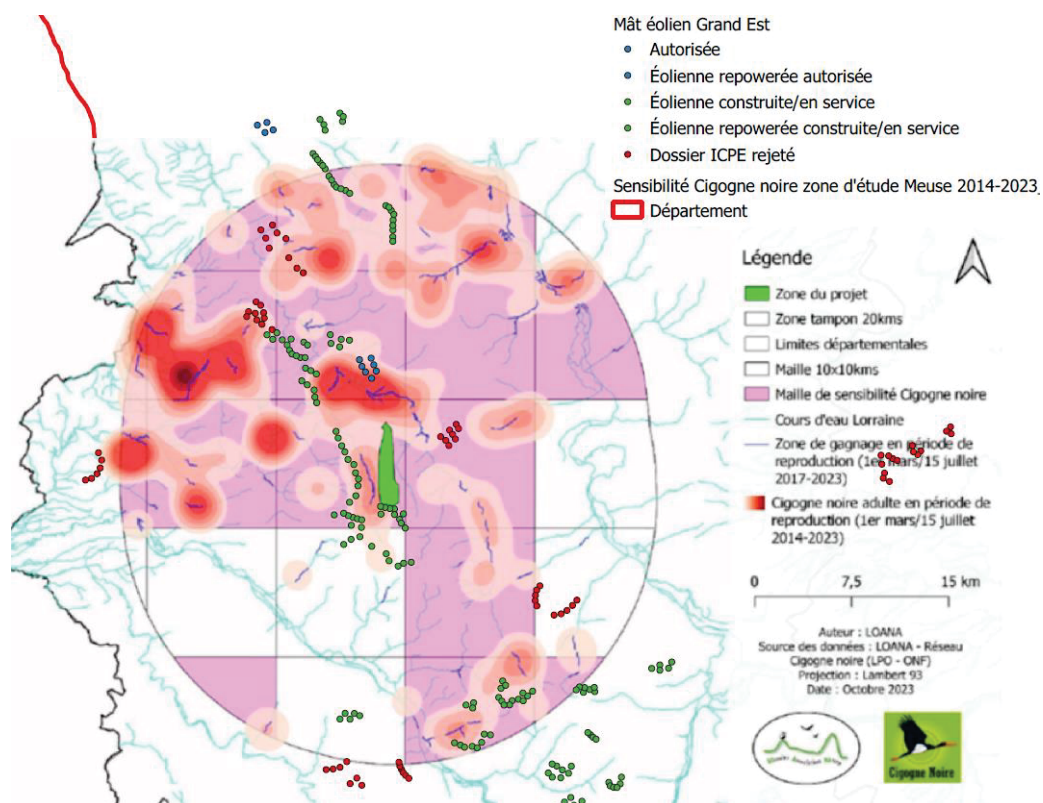 Mât éolien Grand Est
Autorisée
Éolienne repowerée autorisée
Éolienne construite/en service
Éolienne repowerée construite/en service
Dossier ICPE rejeté
Sensibilité Cigogne noire zone d'étude Meuse 2014-2023_
Département
Légende
Zone du projet
Zone tampon 20kms
Limites départementales
Maille 10x10kms
Maille de sensibilité Cigogne noire
Cours d'eau Lorraine
Zone de gagnage en période de
reproduction (1er mars/15 juillet
2017-2023)
Cigogne noire adulte en période de
reproduction (1er mars/15 juillet
2014-2023)
0 7,5 15 km
Auteur : LOANA
Source des données : LOANA - Réseau
Cigogne noire (LPO - ONF)
Projection : Lambert 93
Date : Octobre 2023
Cigogne Noire